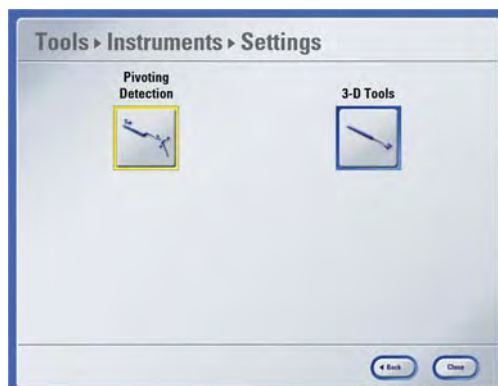 Tools ▸ Instruments ▸ Settings
Pivoting
Detection
3-D Tools
◂ Back
Close